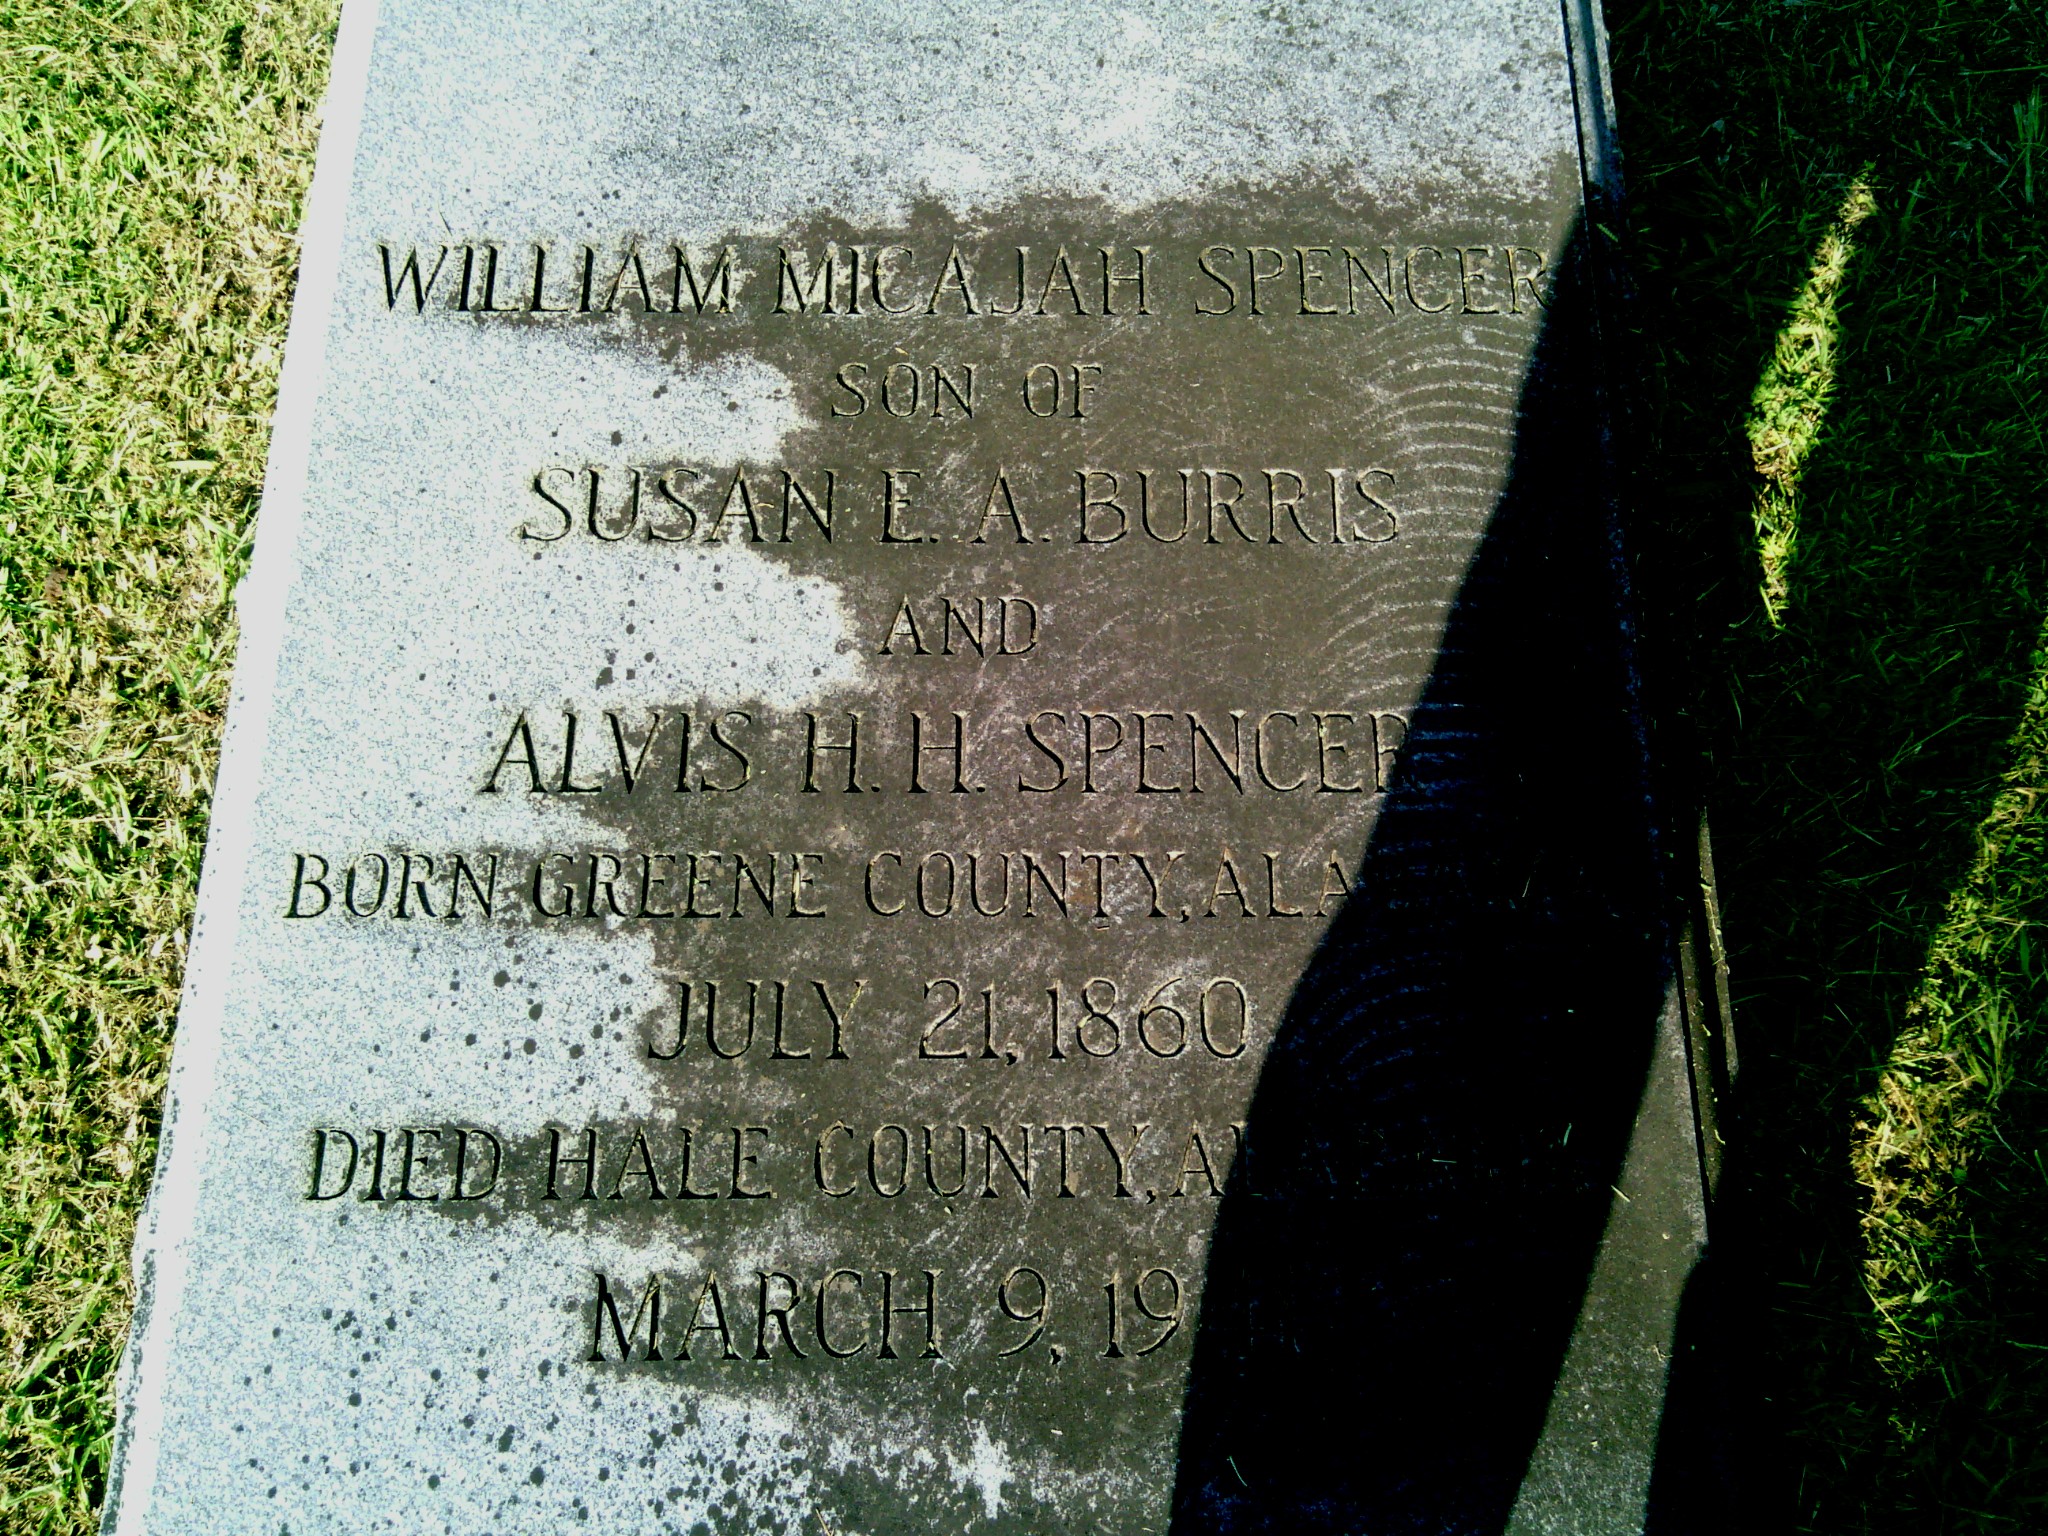 WILLIAM MICAJAH SPENCER
SON OF
SUSAN E. A. BURRIS
AND
ALVIS H. H. SPENCER
BORN GREENE COUNTY, ALA
JULY 21, 1860
DIED HALE COUNTY, A
MARCH 9, 19